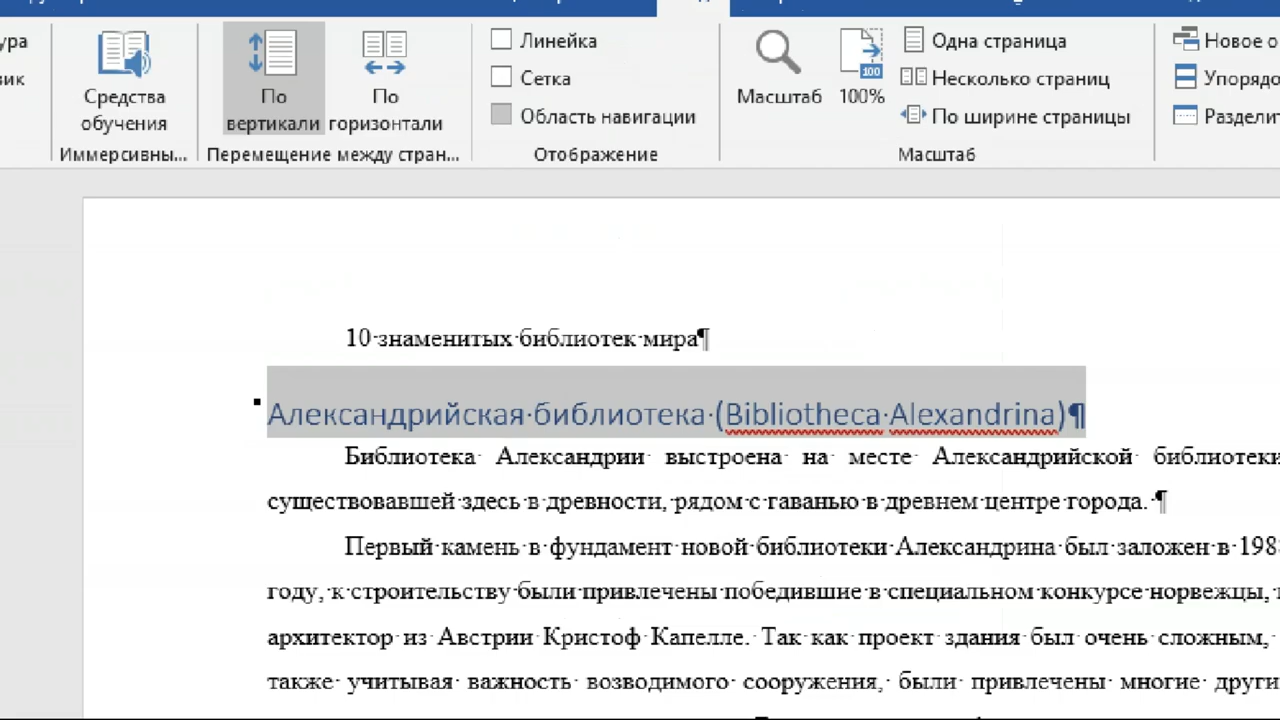 Средства обучения
Иммерсивны...
По вертикали
По горизонтали
Перемещение между стран...
Линейка
Сетка
Область навигации
Отображение
Масштаб
100%
100
Одна страница
Несколько страниц
По ширине страницы
Масштаб
Новое о
Упорядо
Разделит
10·знаменитых·библиотек·мира¶
Александрийская·библиотека·(Bibliotheca·Alexandrina)¶
Библиотека· Александрии· выстроена· на· месте· Александрийской· библиотеки
существовавшей·здесь·в·древности,·рядом·с·гаванью·в·древнем·центре·города.·¶
Первый·камень·в·фундамент·новой·библиотеки·Александрина·был·заложен·в·198
году,·к·строительству·были·привлечены·победившие·в·специальном·конкурсе·норвежцы,
архитектор· из· Австрии· Кристоф· Капелле.· Так· как· проект· здания· был· очень· сложным,·
также· учитывая· важность· возводимого· сооружения,· были· привлечены· многие· други